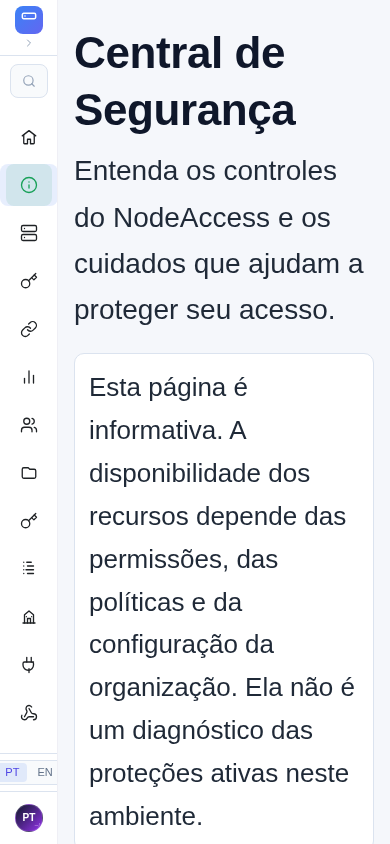 Central de
Segurança
Entenda os controles
do NodeAccess e os
cuidados que ajudam a
proteger seu acesso.
Esta página é
informativa. A
disponibilidade dos
recursos depende das
permissões, das
políticas e da
configuração da
organização. Ela não é
um diagnóstico das
proteções ativas neste
ambiente.
PT EN
PT